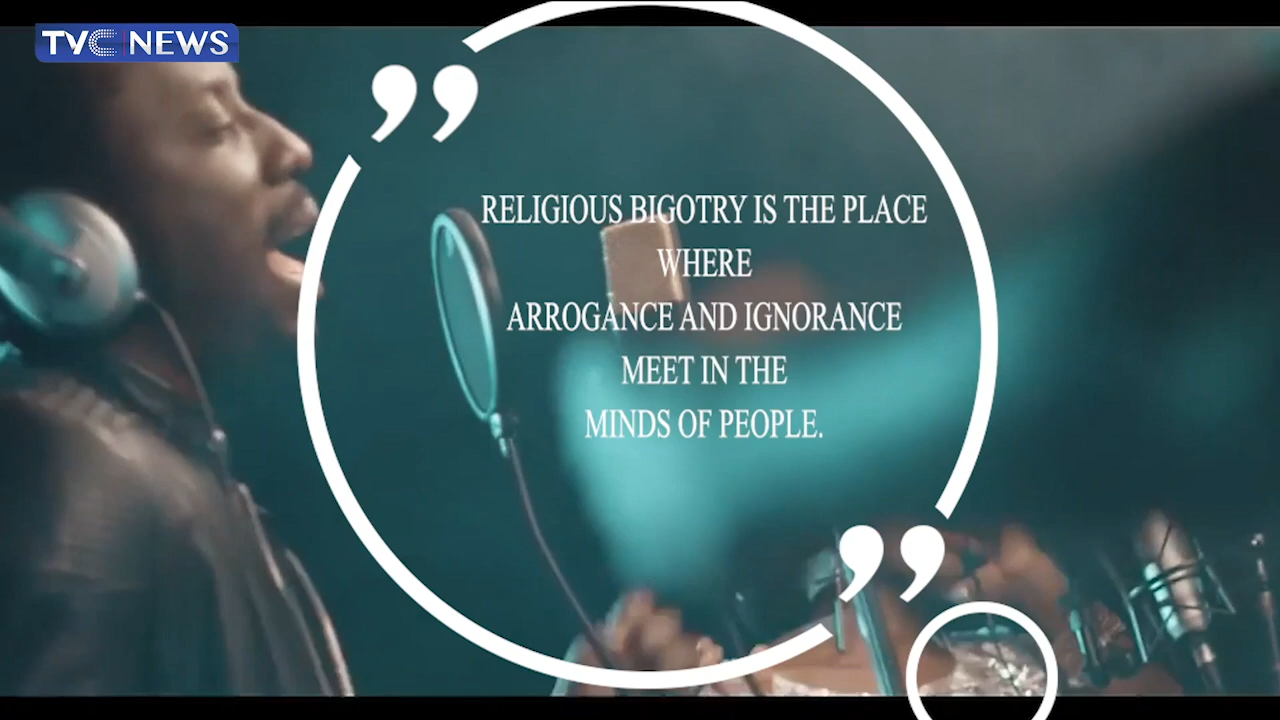 TVC NEWS
”
RELIGIOUS BIGOTRY IS THE PLACE
WHERE
ARROGANCE AND IGNORANCE
MEET IN THE
MINDS OF PEOPLE.
”